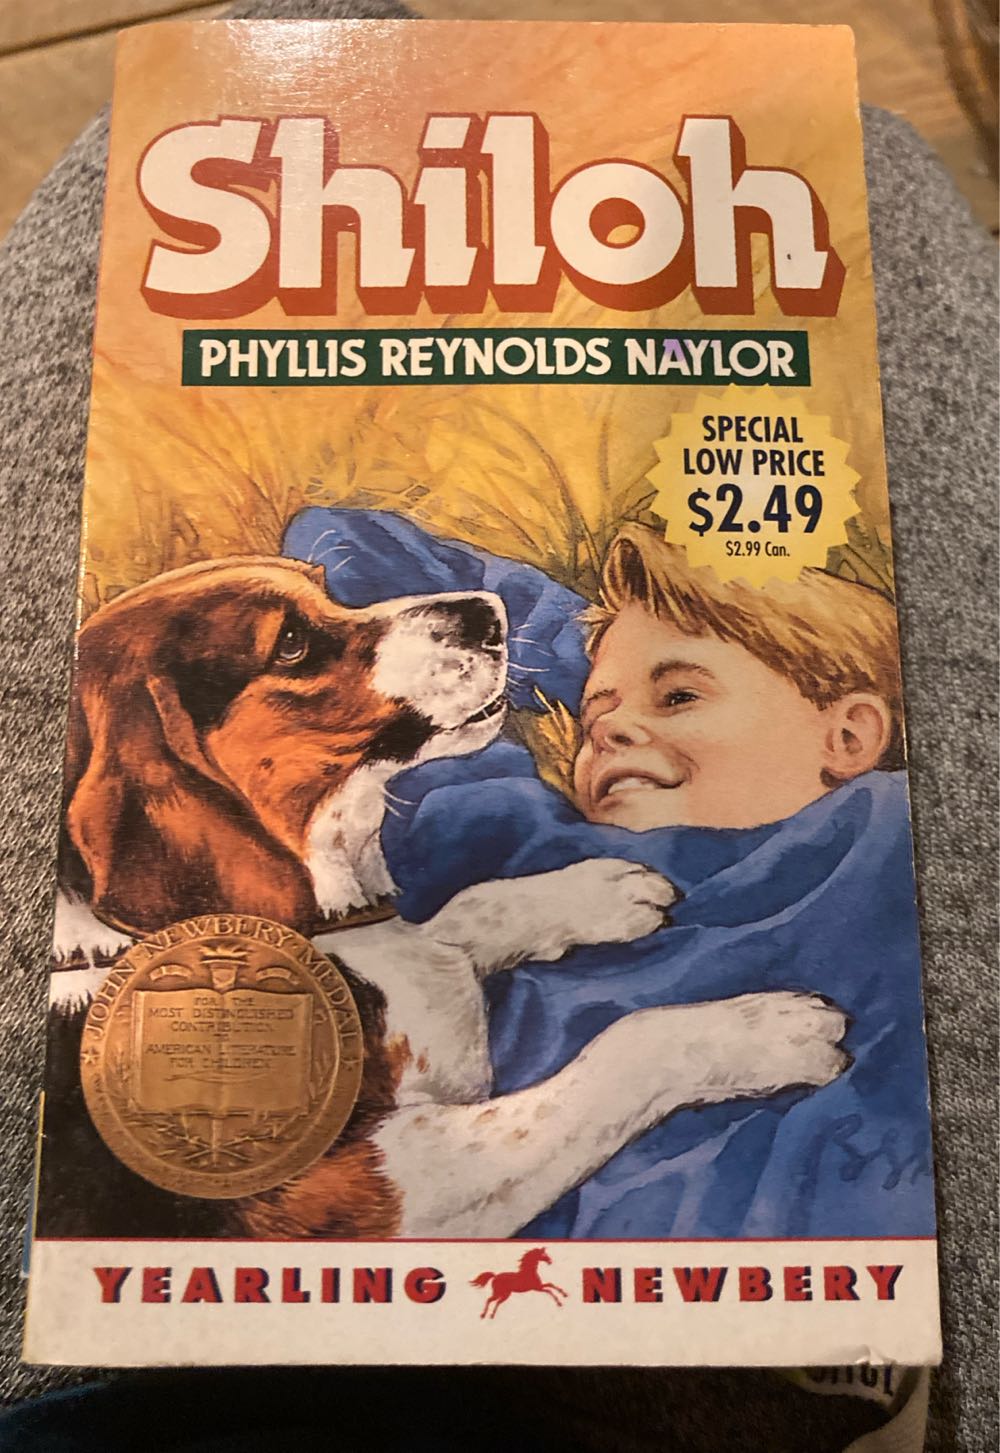 Shiloh
PHYLLIS REYNOLDS NAYLOR
SPECIAL
LOW PRICE
$2.49
$2.99 Can.
JOHN NEWBERY MEDAL
FOR THE
MOST DISTINGUISHED
CONTRIBUTION
TO
AMERICAN LITERATURE
FOR CHILDREN
YEARLING NEWBERY